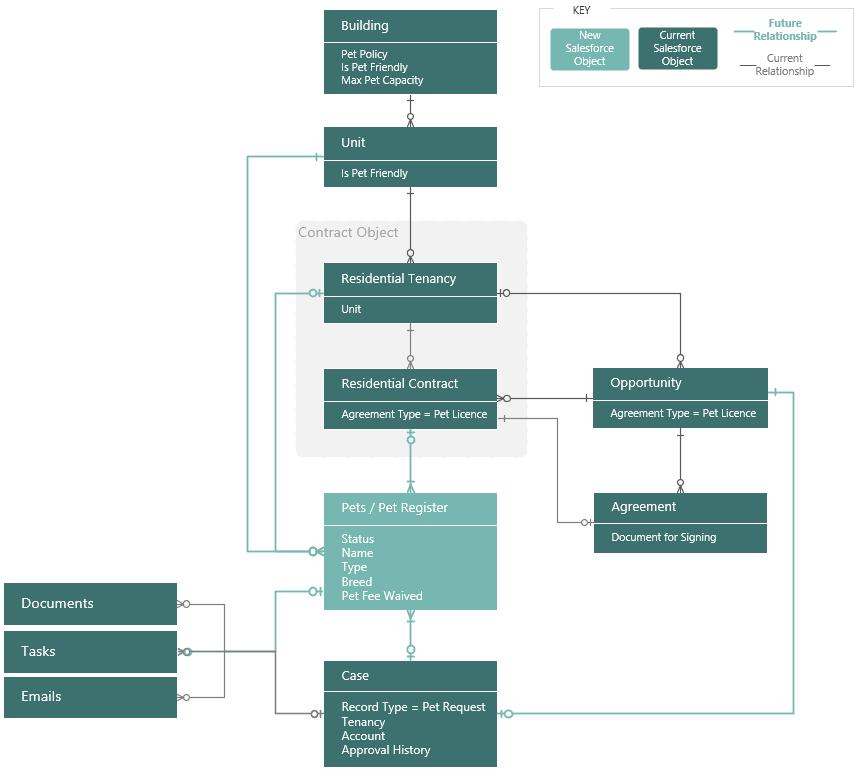 Building
Pet Policy
Is Pet Friendly
Max Pet Capacity
KEY
New
Salesforce
Object
Current
Salesforce
Object
Future
Relationship
Current
Relationship
Unit
Is Pet Friendly
Contract Object
Residential Tenancy
Unit
Residential Contract
Agreement Type = Pet Licence
Opportunity
Agreement Type = Pet Licence
Pets / Pet Register
Status
Name
Type
Breed
Pet Fee Waived
Agreement
Document for Signing
Documents
Tasks
Emails
Case
Record Type = Pet Request
Tenancy
Account
Approval History